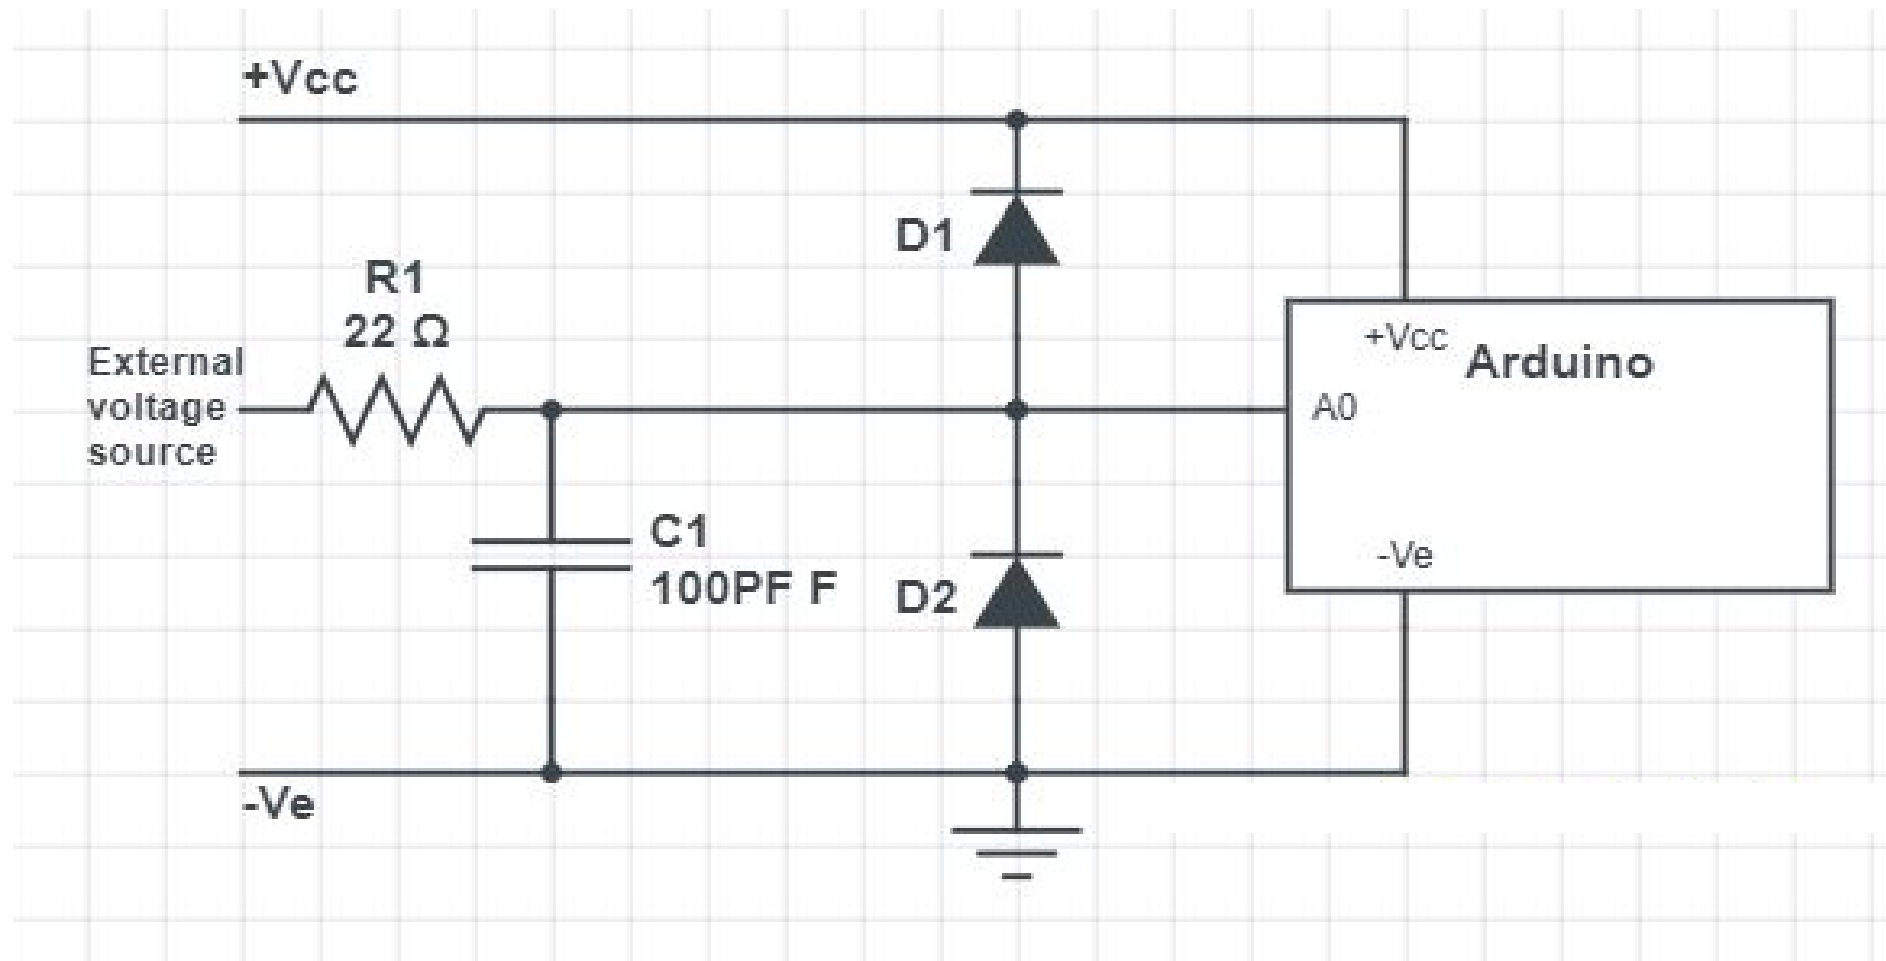 +Vcc
D1
R1
22 Ω
External
voltage
source
+Vcc
Arduino
A0
-Ve
C1
100PF F
D2
-Ve